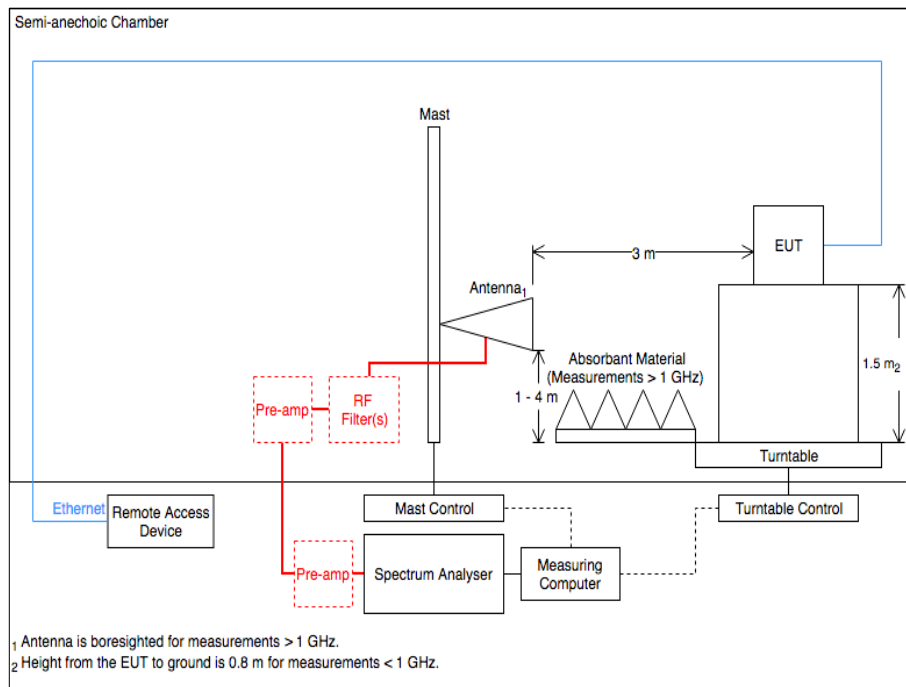 Semi-anechoic Chamber
Mast
EUT
3 m
Antenna1
Absorbant Material
(Measurements > 1 GHz)
1.5 m2
1 - 4 m
Pre-amp
RF
Filter(s)
Turntable
Ethernet
Remote Access
Device
Mast Control
Turntable Control
Pre-amp
Spectrum Analyser
Measuring
Computer
1 Antenna is boresighted for measurements > 1 GHz.
2 Height from the EUT to ground is 0.8 m for measurements < 1 GHz.